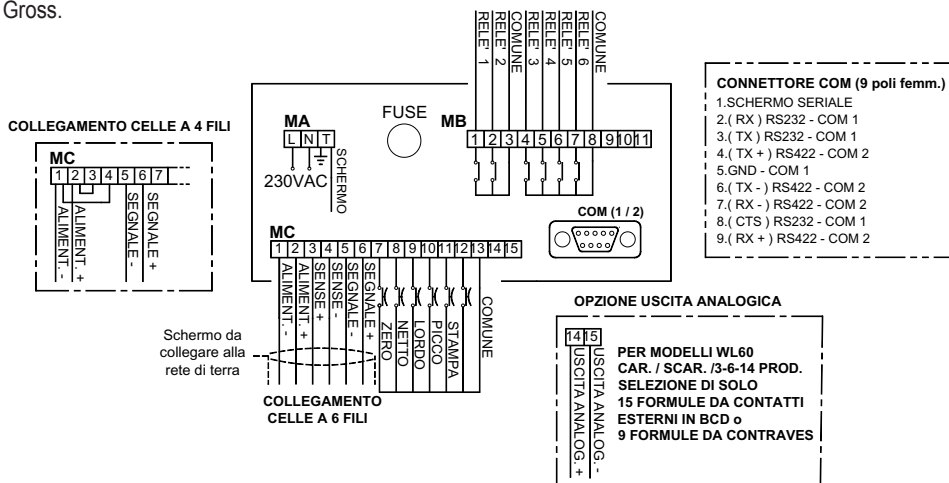 Gross.
RELE' 1
RELE' 2
COMUNE
RELE' 3
RELE' 4
RELE' 5
RELE' 6
COMUNE
COLLEGAMENTO CELLE A 4 FILI
MC
1 2 3 4 5 6 7
ALIMENT. -
ALIMENT. +
SEGNALE -
SEGNALE +
MA
L N T
230VAC
SCHERMO
FUSE
MB
1 2 3 4 5 6 7 8 9 10 11
COM (1 / 2)
MC
1 2 3 4 5 6 7 8 9 10 11 12 13 14 15
ALIMENT. -
ALIMENT. +
SENSE +
SENSE -
SEGNALE -
SEGNALE +
ZERO
NETTO
LORDO
PICCO
STAMPA
COMUNE
Schermo da
collegare alla
rete di terra
COLLEGAMENTO
CELLE A 6 FILI
CONNETTORE COM (9 poli femm.)
1.SCHERMO SERIALE
2.( RX ) RS232 - COM 1
3.( TX ) RS232 - COM 1
4.( TX + ) RS422 - COM 2
5.GND - COM 1
6.( TX - ) RS422 - COM 2
7.( RX - ) RS422 - COM 2
8.( CTS ) RS232 - COM 1
9.( RX + ) RS422 - COM 2
OPZIONE USCITA ANALOGICA
14 15
USCITA ANALOG. +
USCITA ANALOG. -
PER MODELLI WL60
CAR. / SCAR. /3-6-14 PROD.
SELEZIONE DI SOLO
15 FORMULE DA CONTATTI
ESTERNI IN BCD o
9 FORMULE DA CONTRAVES